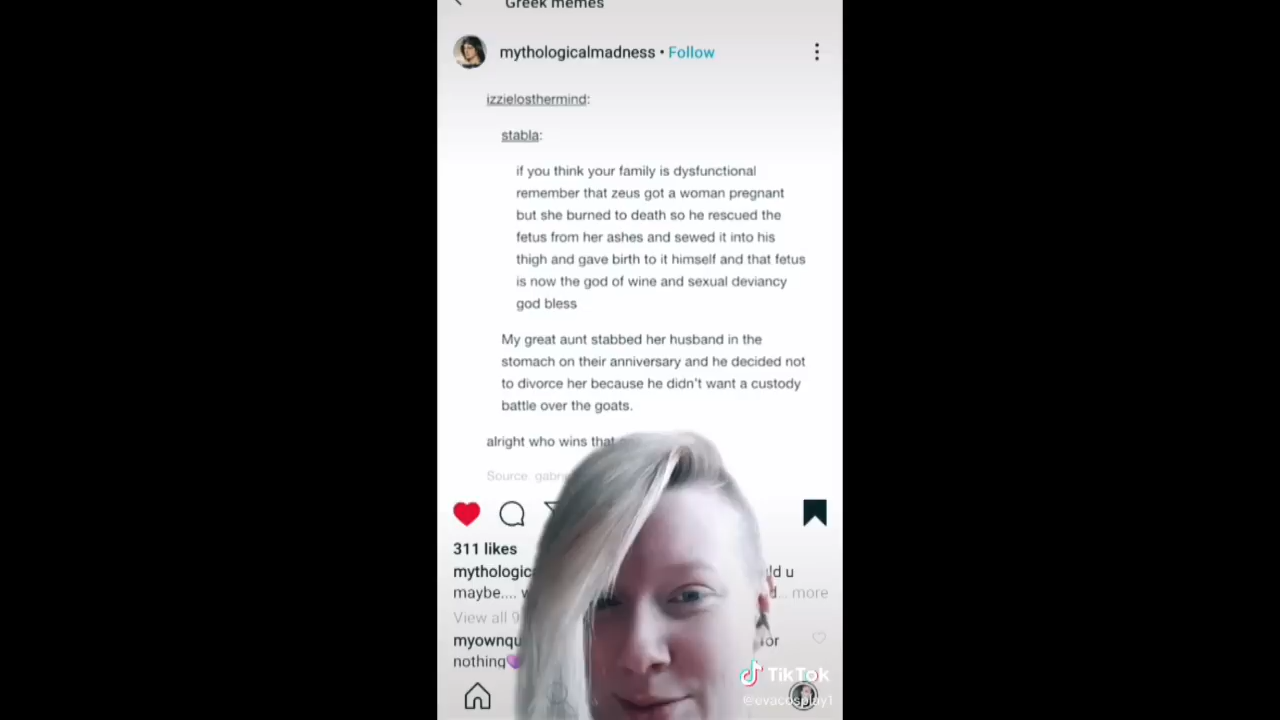 Greek memes
mythologicalmadness • Follow
izzielosthermind:
stabla:
if you think your family is dysfunctional
remember that zeus got a woman pregnant
but she burned to death so he rescued the
fetus from her ashes and sewed it into his
thigh and gave birth to it himself and that fetus
is now the god of wine and sexual deviancy
god bless
My great aunt stabbed her husband in the
stomach on their anniversary and he decided not
to divorce her because he didn't want a custody
battle over the goats.
alright who wins that
Source:
311 likes
u
maybe.... more
View all
nothing💜
TikTok
@evacosplay1